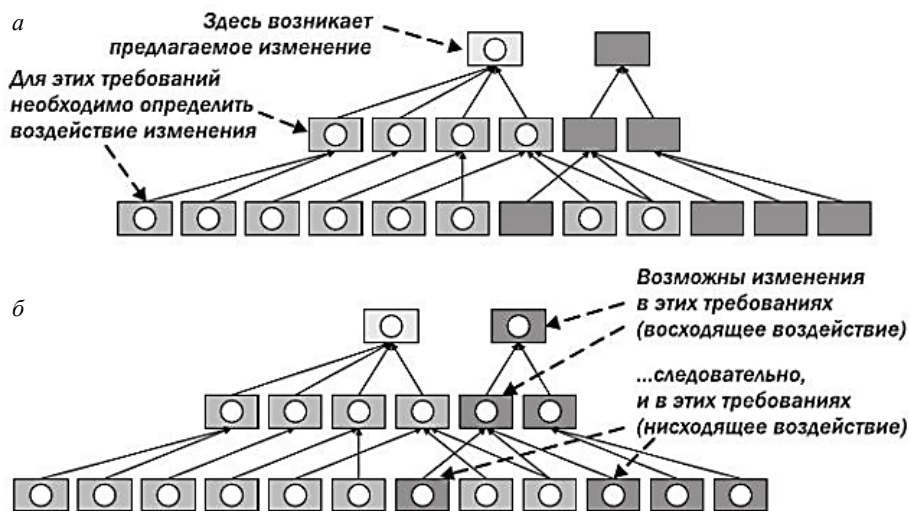 а
Здесь возникает
предлагаемое изменение
Для этих требований
необходимо определить
воздействие изменения
б
Возможны изменения
в этих требованиях
(восходящее воздействие)
...следовательно,
и в этих требованиях
(нисходящее воздействие)